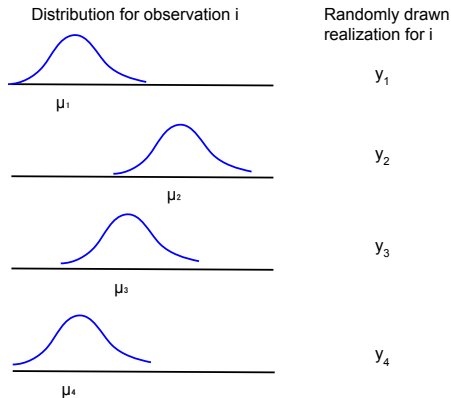 Distribution for observation i
Randomly drawn
realization for i
μ₁
y₁
μ₂
y₂
μ₃
y₃
μ₄
y₄